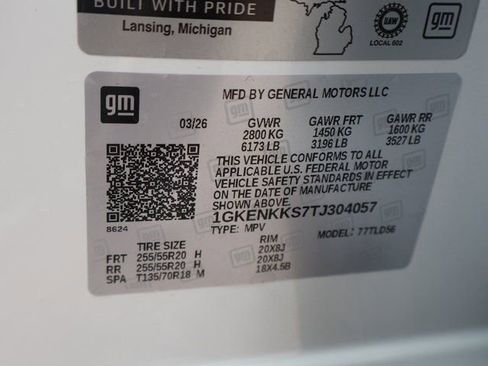 BUILT WITH PRIDE
Lansing, Michigan
UAW
LOCAL 602
gm
gm
MFD BY GENERAL MOTORS LLC
03/26 GVWR GAWR FRT GAWR RR
2800 KG 1450 KG 1600 KG
6173 LB 3196 LB 3527 LB
THIS VEHICLE CONFORMS TO ALL
APPLICABLE U.S. FEDERAL MOTOR
VEHICLE SAFETY STANDARDS IN EFFECT
ON THE DATE OF MANUFACTURE
SHOWN ABOVE.
1GKENKKS7TJ304057
TYPE: MPV MODEL: 77TLD56
8624
TIRE SIZE RIM
FRT 255/55R20 H 20X8J
RR 255/55R20 H 20X8J
SPA T135/70R18 M 18X4.5B